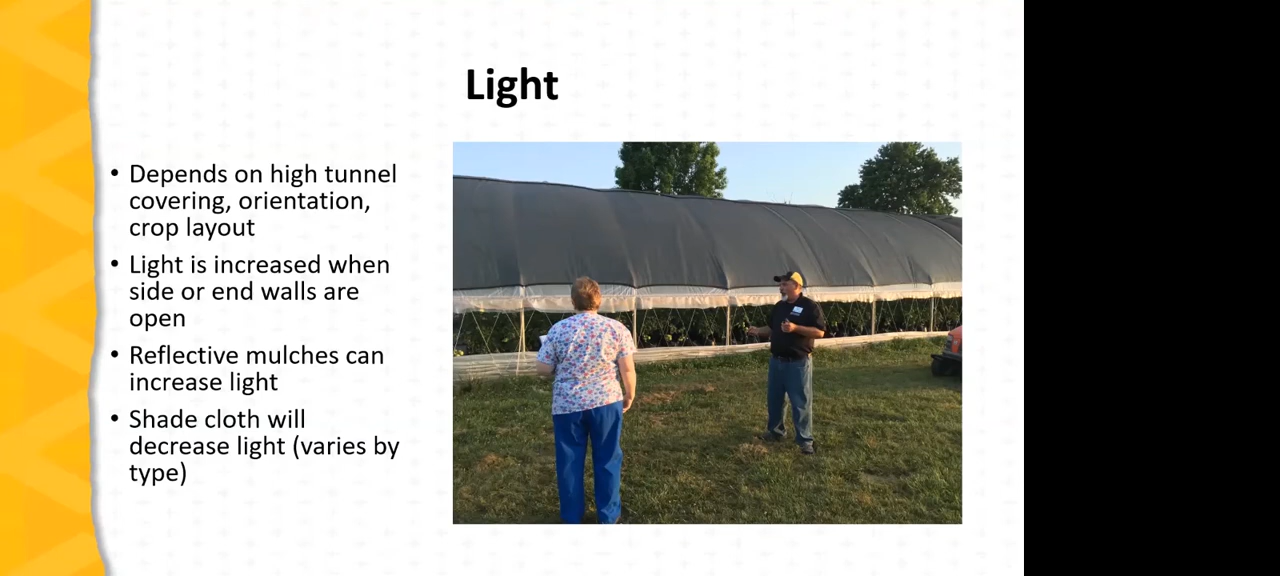 Light
• Depends on high tunnel
covering, orientation,
crop layout
• Light is increased when
side or end walls are
open
• Reflective mulches can
increase light
• Shade cloth will
decrease light (varies by
type)